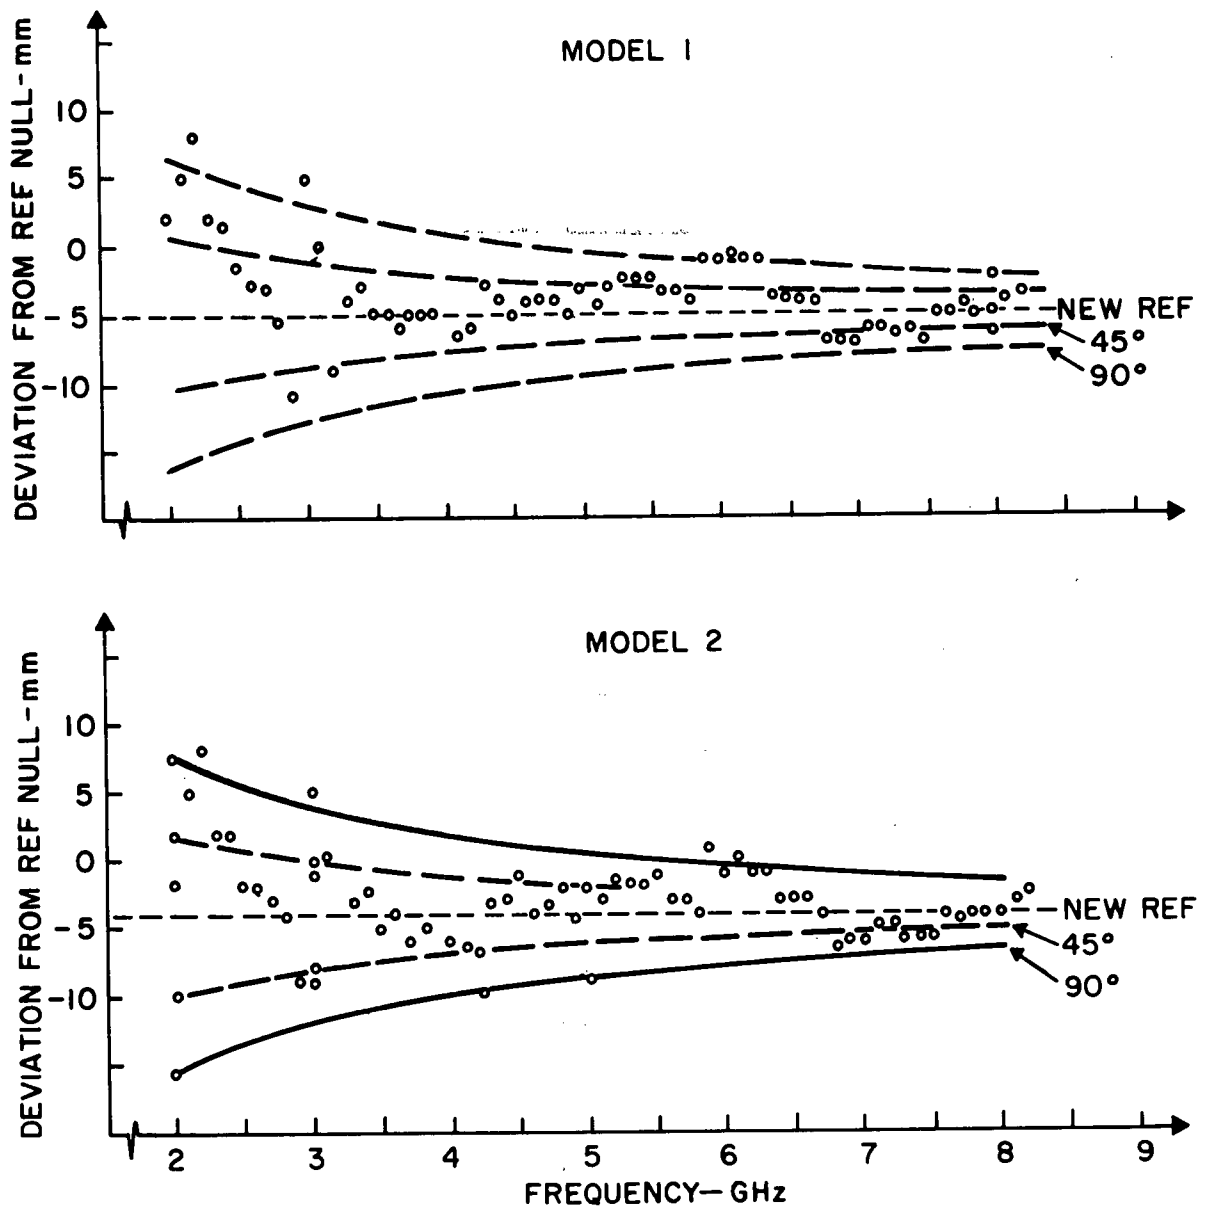 MODEL 1
DEVIATION FROM REF NULL-mm
10
5
0
-5
-10
NEW REF
45°
90°
MODEL 2
DEVIATION FROM REF NULL-mm
10
5
0
-5
-10
NEW REF
45°
90°
2 3 4 5 6 7 8 9
FREQUENCY-GHz